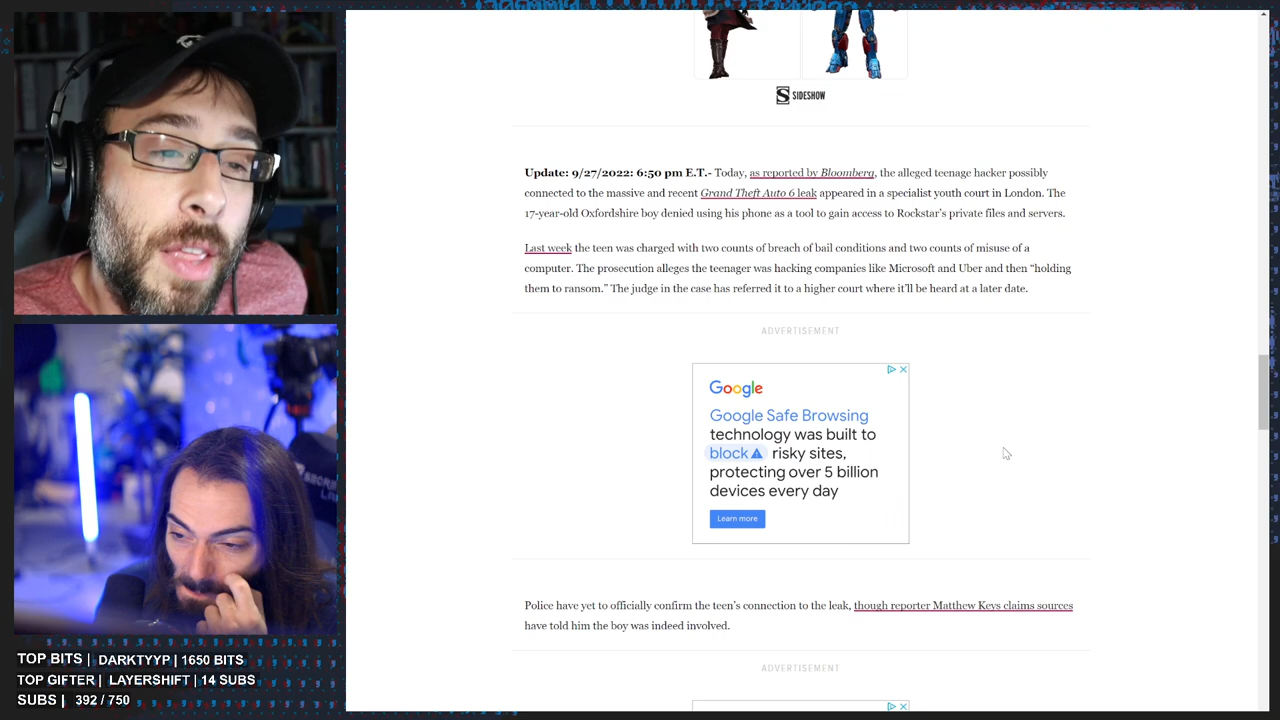 SIDESHOW
Update: 9/27/2022: 6:50 pm E.T.- Today, as reported by Bloomberg, the alleged teenage hacker possibly
connected to the massive and recent Grand Theft Auto 6 leak appeared in a specialist youth court in London. The
17-year-old Oxfordshire boy denied using his phone as a tool to gain access to Rockstar's private files and servers.
Last week the teen was charged with two counts of breach of bail conditions and two counts of misuse of a
computer. The prosecution alleges the teenager was hacking companies like Microsoft and Uber and then “holding
them to ransom.” The judge in the case has referred it to a higher court where it'll be heard at a later date.
ADVERTISEMENT
Google
Google Safe Browsing
technology was built to
block risky sites,
protecting over 5 billion
devices every day
Learn more
Police have yet to officially confirm the teen's connection to the leak, though reporter Matthew Keys claims sources
have told him the boy was indeed involved.
ADVERTISEMENT
TOP BITS | DARKTYYP | 1650 BITS
TOP GIFTER | LAYERSHIFT | 14 SUBS
SUBS | 392 / 750